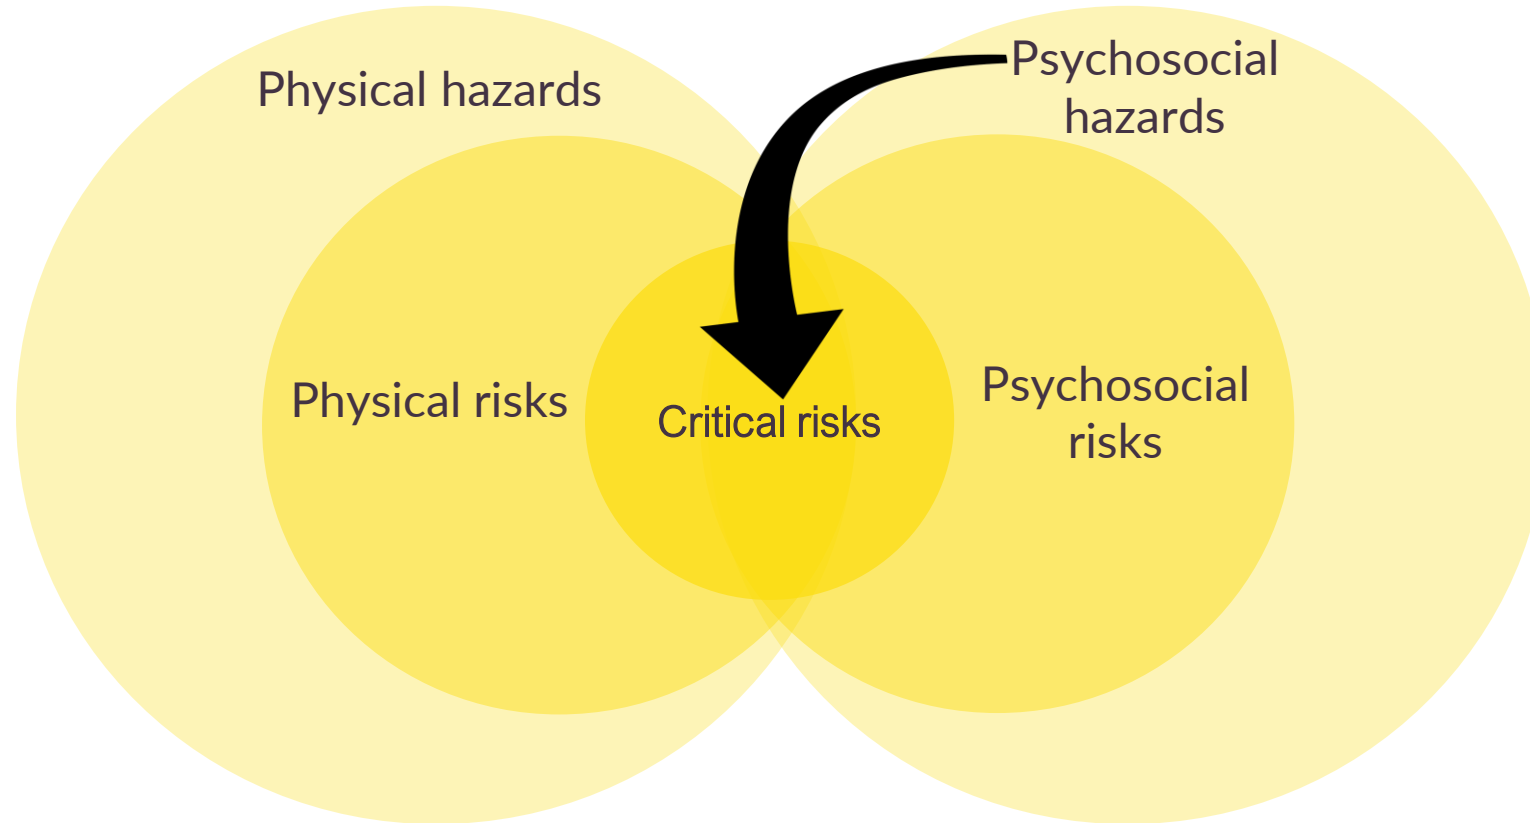 Physical hazards
Psychosocial
hazards
Physical risks
Critical risks
Psychosocial
risks